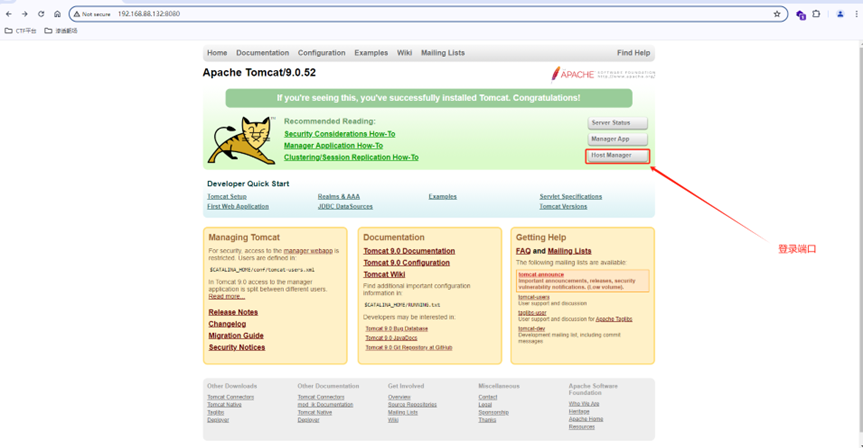 Not secure 192.168.88.132:8080
CTF平台 渗透靶场
Home Documentation Configuration Examples Wiki Mailing Lists Find Help
Apache Tomcat/9.0.52
APACHE SOFTWARE FOUNDATION
http://www.apache.org/
If you're seeing this, you've successfully installed Tomcat. Congratulations!
Recommended Reading:
Security Considerations How-To
Manager Application How-To
Clustering/Session Replication How-To
Server Status
Manager App
Host Manager
登录端口
Developer Quick Start
Tomcat Setup
First Web Application
Realms & AAA
JDBC DataSources
Examples
Servlet Specifications
Tomcat Versions
Managing Tomcat
For security, access to the manager webapp is
restricted. Users are defined in:
$CATALINA_HOME/conf/tomcat-users.xml
In Tomcat 9.0 access to the manager
application is split between different users.
Read more...
Release Notes
Changelog
Migration Guide
Security Notices
Documentation
Tomcat 9.0 Documentation
Tomcat 9.0 Configuration
Tomcat Wiki
Find additional important configuration
information in:
$CATALINA_HOME/RUNNING.txt
Developers may be interested in:
Tomcat 9.0 Bug Database
Tomcat 9.0 JavaDocs
Tomcat 9.0 Git Repository at GitHub
Getting Help
FAQ and Mailing Lists
The following mailing lists are available:
tomcat-announce
Important announcements, releases, security
vulnerability notifications. (Low volume).
tomcat-users
User support and discussion
taglibs-user
User support and discussion for Apache Taglibs
tomcat-dev
Development mailing list, including commit
messages
Other Downloads
Tomcat Connectors
Tomcat Native
Taglibs
Deployer
Other Documentation
Tomcat Connectors
mod_jk Documentation
Tomcat Native
Deployer
Get Involved
Overview
Source Repositories
Mailing Lists
Wiki
Miscellaneous
Contact
Legal
Sponsorship
Thanks
Apache Software
Foundation
Who We Are
Heritage
Apache Home
Resources